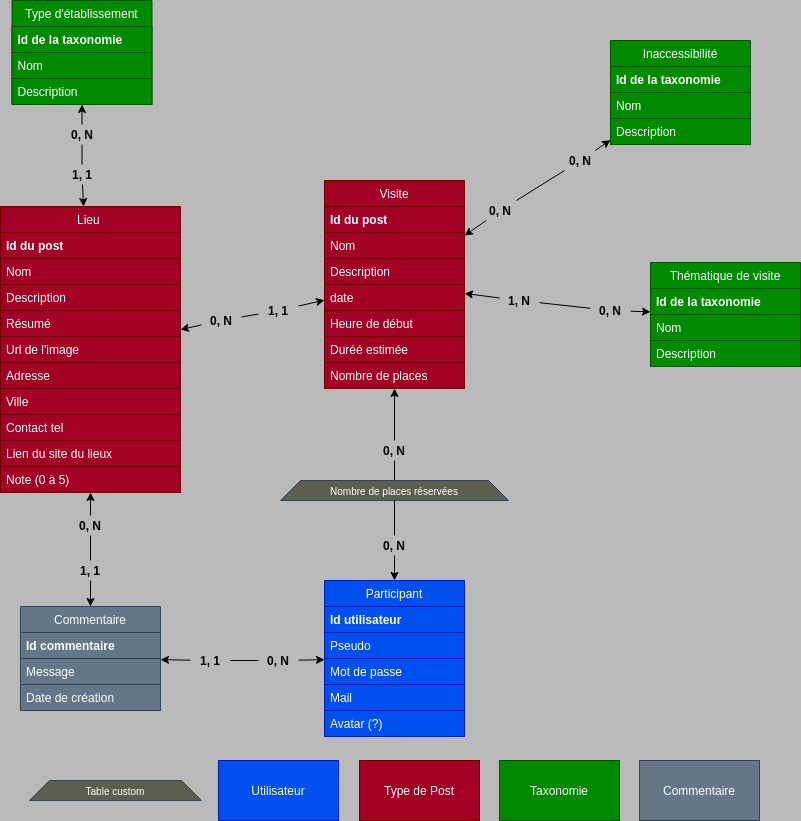 Type d'établissement
Id de la taxonomie
Nom
Description
0, N
1, 1
Inaccessibilité
Id de la taxonomie
Nom
Description
0, N
0, N
Lieu
Id du post
Nom
Description
Résumé
Url de l'image
Adresse
Ville
Contact tel
Lien du site du lieux
Note (0 à 5)
0, N
1, 1
Visite
Id du post
Nom
Description
date
Heure de début
Duréé estimée
Nombre de places
1, N
0, N
Thématique de visite
Id de la taxonomie
Nom
Description
0, N
Nombre de places réservées
0, N
0, N
1, 1
Commentaire
Id commentaire
Message
Date de création
1, 1
0, N
Participant
Id utilisateur
Pseudo
Mot de passe
Mail
Avatar (?)
Table custom
Utilisateur
Type de Post
Taxonomie
Commentaire